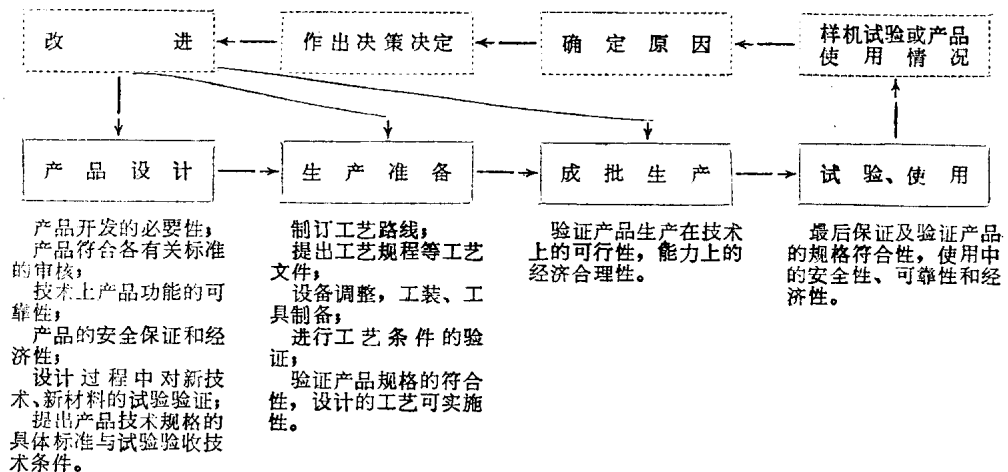 改进
作出决策决定
确定原因
样机试验或产品
使用情况
产品设计
生产准备
成批生产
试验、使用
产品开发的必要性；
产品符合各有关标准
的审核；
技术上产品功能的可
靠性；
产品的安全保证和经
济性；
设计过程中对新技
术、新材料的试验验证；
提出产品技术规格的
具体标准与试验验收技
术条件。
制订工艺路线；
提出工艺规程等工艺
文件；
设备调整，工装、工
具制备；
进行工艺条件的验
证；
验证产品规格的符合
性，设计的工艺可实施
性。
验证产品生产在技术
上的可行性，能力上的
经济合理性。
最后保证及验证产品
的规格符合性，使用中
的安全性、可靠性和经
济性。